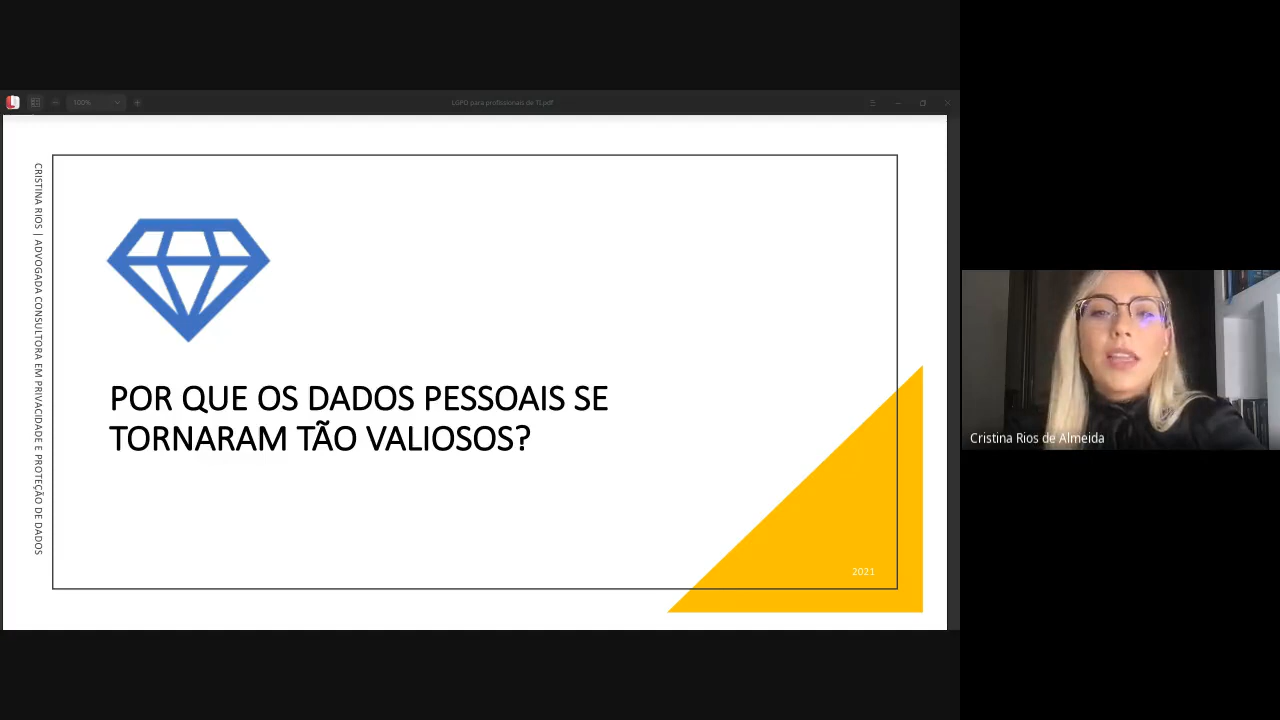 100%
LGPD para profissionais de TI.pdf
CRISTINA RIOS | ADVOGADA CONSULTORA EM PRIVACIDADE E PROTEÇÃO DE DADOS
POR QUE OS DADOS PESSOAIS SE
TORNARAM TÃO VALIOSOS?
2021
Cristina Rios de Almeida